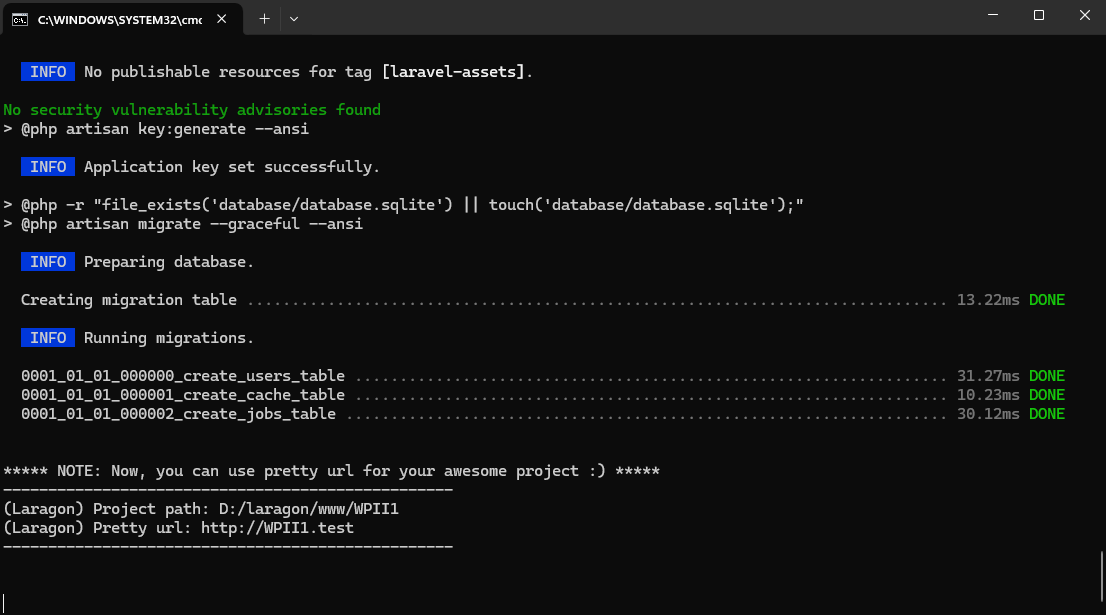 C:\WINDOWS\SYSTEM32\cmc
INFO No publishable resources for tag [laravel-assets].
No security vulnerability advisories found
> @php artisan key:generate --ansi
INFO Application key set successfully.
> @php -r "file_exists('database/database.sqlite') || touch('database/database.sqlite');"
> @php artisan migrate --graceful --ansi
INFO Preparing database.
Creating migration table .............................................................................. 13.22ms DONE
INFO Running migrations.
0001_01_01_000000_create_users_table .................................................................. 31.27ms DONE
0001_01_01_000001_create_cache_table .................................................................. 10.23ms DONE
0001_01_01_000002_create_jobs_table ................................................................... 30.12ms DONE
***** NOTE: Now, you can use pretty url for your awesome project :) *****
--------------------------------------------------
(Laragon) Project path: D:/laragon/www/WPII1
(Laragon) Pretty url: http://WPII1.test
--------------------------------------------------